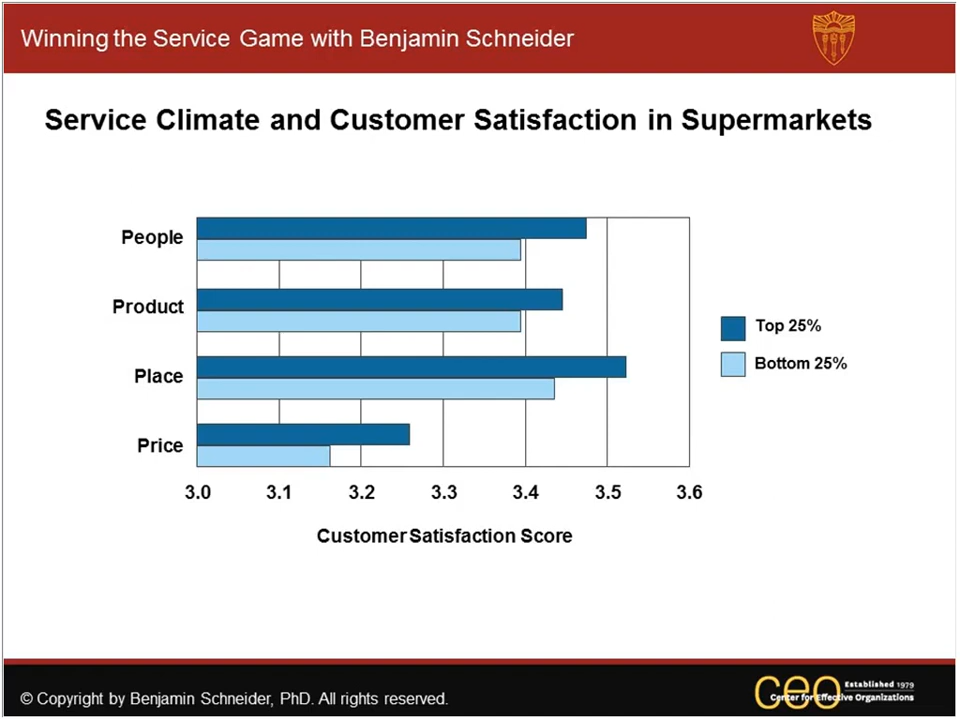 Winning the Service Game with Benjamin Schneider
Service Climate and Customer Satisfaction in Supermarkets
People
Product
Place
Price
Top 25%
Bottom 25%
3.0 3.1 3.2 3.3 3.4 3.5 3.6
Customer Satisfaction Score
© Copyright by Benjamin Schneider, PhD. All rights reserved.
ceo
Established 1979
Center for Effective Organizations